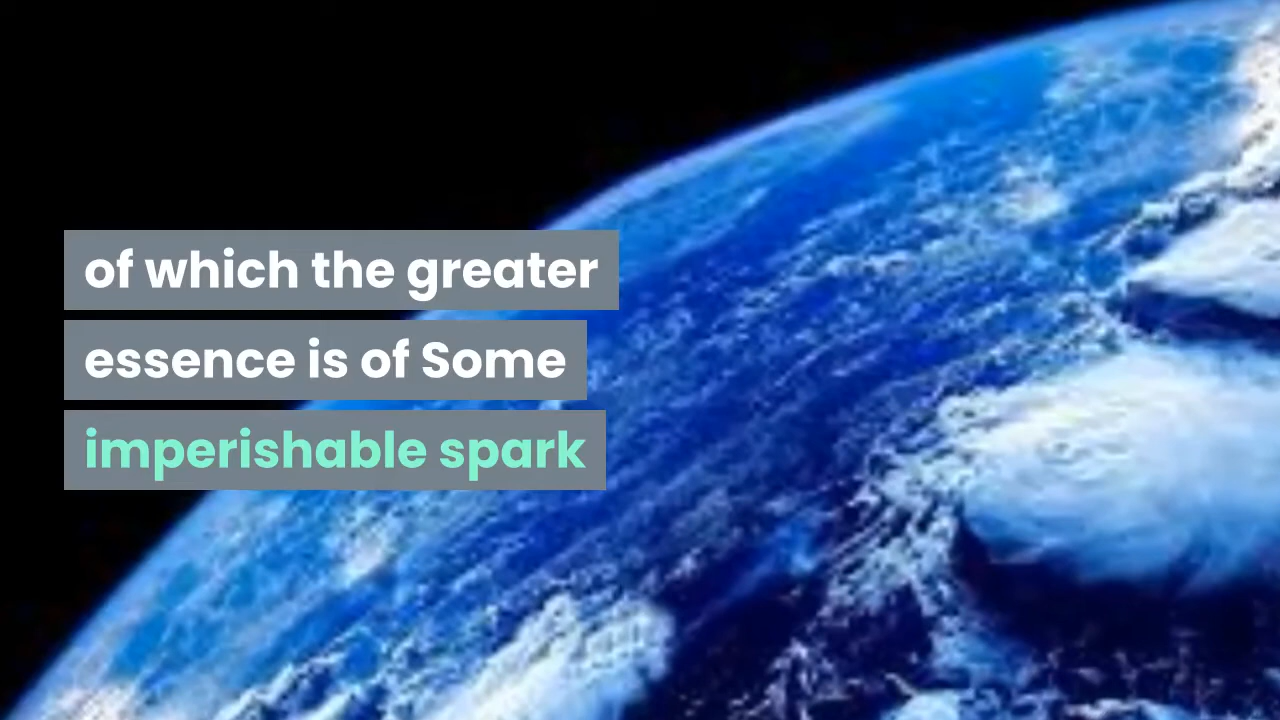 of which the greater
essence is of Some
imperishable spark